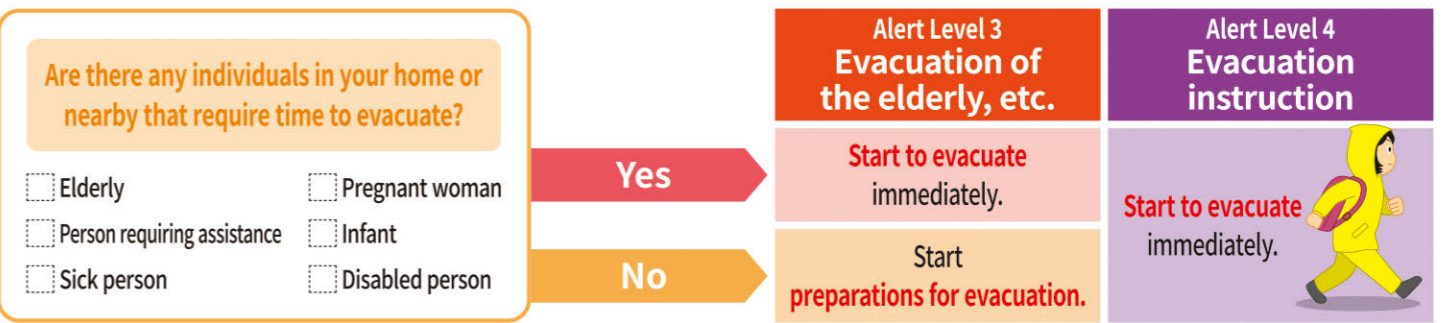 Are there any individuals in your home or
nearby that require time to evacuate?
Elderly
Pregnant woman
Person requiring assistance
Infant
Sick person
Disabled person
Yes
No
Alert Level 3
Evacuation of
the elderly, etc.
Start to evacuate
immediately.
Start
preparations for evacuation.
Alert Level 4
Evacuation
instruction
Start to evacuate
immediately.